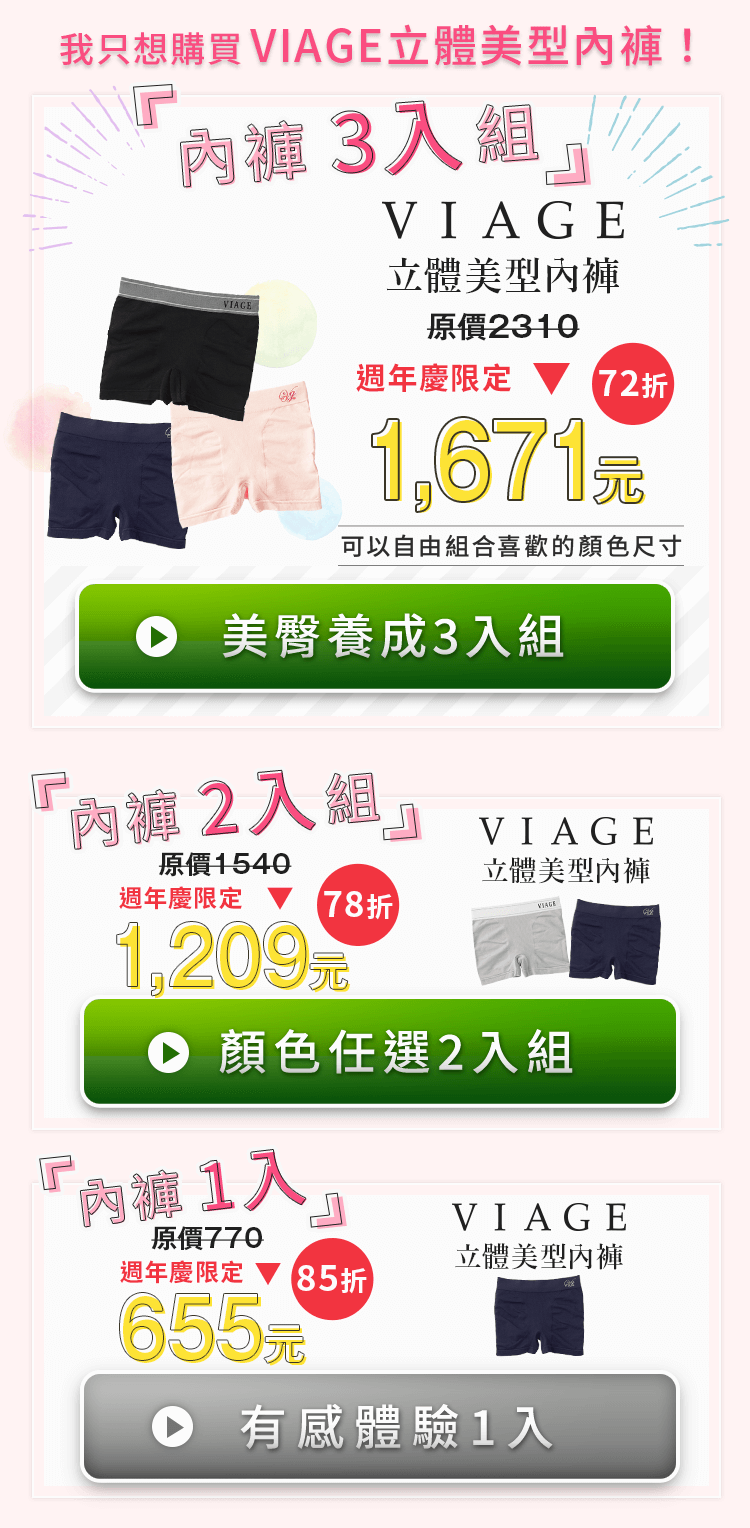 我只想購買VIAGE立體美型內褲！
『內褲3入組』
VIAGE
立體美型內褲
原價2310
週年慶限定▼72折
1,671元
可以自由組合喜歡的顏色尺寸
VIAGE
美臀養成3入組
『內褲2入組』
原價1540
週年慶限定▼78折
1,209元
VIAGE
立體美型內褲
VIAGE
顏色任選2入組
『內褲1入』
原價770
週年慶限定▼85折
655元
VIAGE
立體美型內褲
有感體驗1入